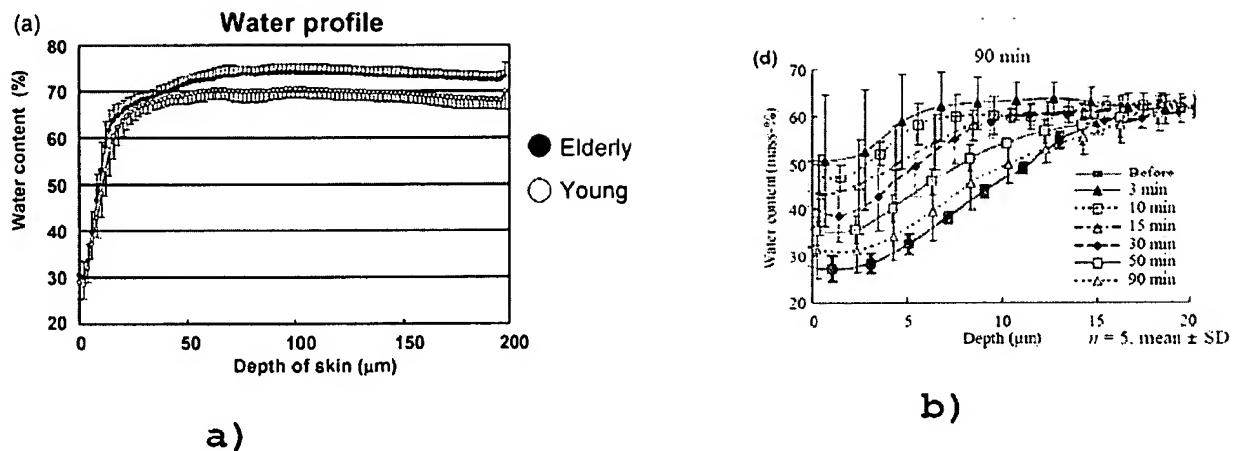 (a)
Water profile
Water content (%)
80
70
60
50
40
30
20
0
50
100
150
200
Depth of skin (μm)
Elderly
Young
a)
(d)
90 min
Water content (mass-%)
70
60
50
40
30
20
0
5
10
15
20
Depth (μm)
Before
3 min
10 min
15 min
30 min
50 min
90 min
n = 5, mean ± SD
b)